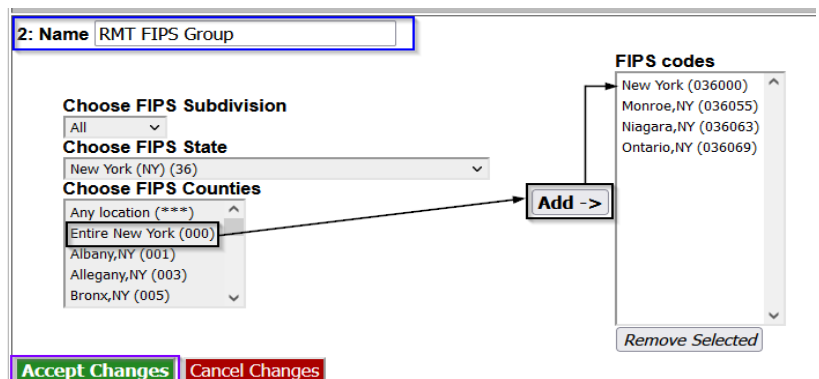 2: Name RMT FIPS Group
FIPS codes
New York (036000)
Monroe,NY (036055)
Niagara,NY (036063)
Ontario,NY (036069)
Choose FIPS Subdivision
All
Choose FIPS State
New York (NY) (36)
Choose FIPS Counties
Any location (***)
Entire New York (000)
Albany,NY (001)
Allegany,NY (003)
Bronx,NY (005)
Add ->
Remove Selected
Accept Changes Cancel Changes